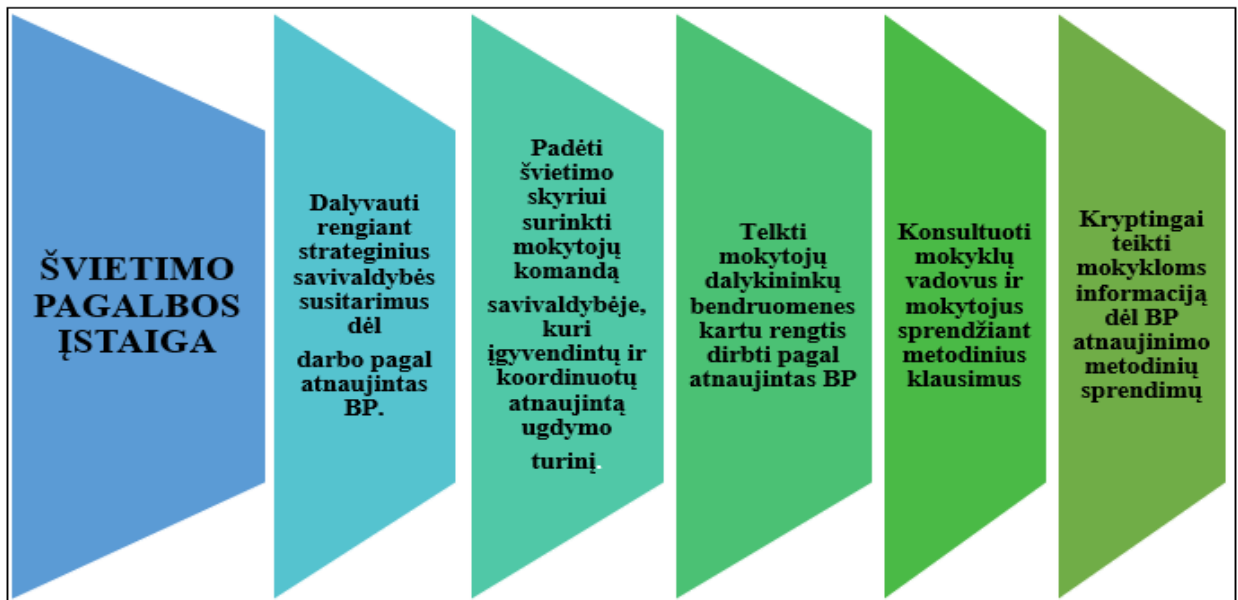 ŠVIETIMO
PAGALBOS
ĮSTAIGA
Dalyvauti
rengiant
strateginius
savivaldybės
susitarimus
dėl
darbo pagal
atnaujintas
BP.
Padėti
švietimo
skyriui
surinkti
mokytojų
komandą
savivaldybėje,
kuri
įgyvendintų ir
koordinuotų
atnaujintą
ugdymo
turinį.
Telkti
mokytojų
dalykininkų
bendruomenes
kartu rengtis
dirbti pagal
atnaujintas BP
Konsultuoti
mokyklų
vadovus ir
mokytojus
sprendžiant
metodinius
klausimus
Kryptingai
teikti
mokykloms
informaciją
dėl BP
atnaujinimo
metodinių
sprendimų